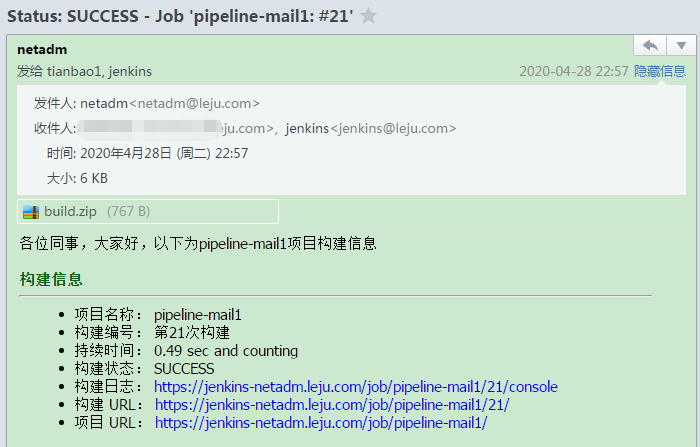 Status: SUCCESS - Job 'pipeline-mail1: #21'
netadm
发给 tianbao1, jenkins 2020-04-28 22:57 隐藏信息
发件人: netadm<netadm@leju.com>
收件人: eju.com>, jenkins<jenkins@leju.com>
时间: 2020年4月28日 (周二) 22:57
大小: 6 KB
build.zip (767 B)
各位同事，大家好，以下为pipeline-mail1项目构建信息
构建信息
• 项目名称： pipeline-mail1
• 构建编号： 第21次构建
• 持续时间： 0.49 sec and counting
• 构建状态： SUCCESS
• 构建日志： https://jenkins-netadm.leju.com/job/pipeline-mail1/21/console
• 构建 URL： https://jenkins-netadm.leju.com/job/pipeline-mail1/21/
• 项目 URL： https://jenkins-netadm.leju.com/job/pipeline-mail1/